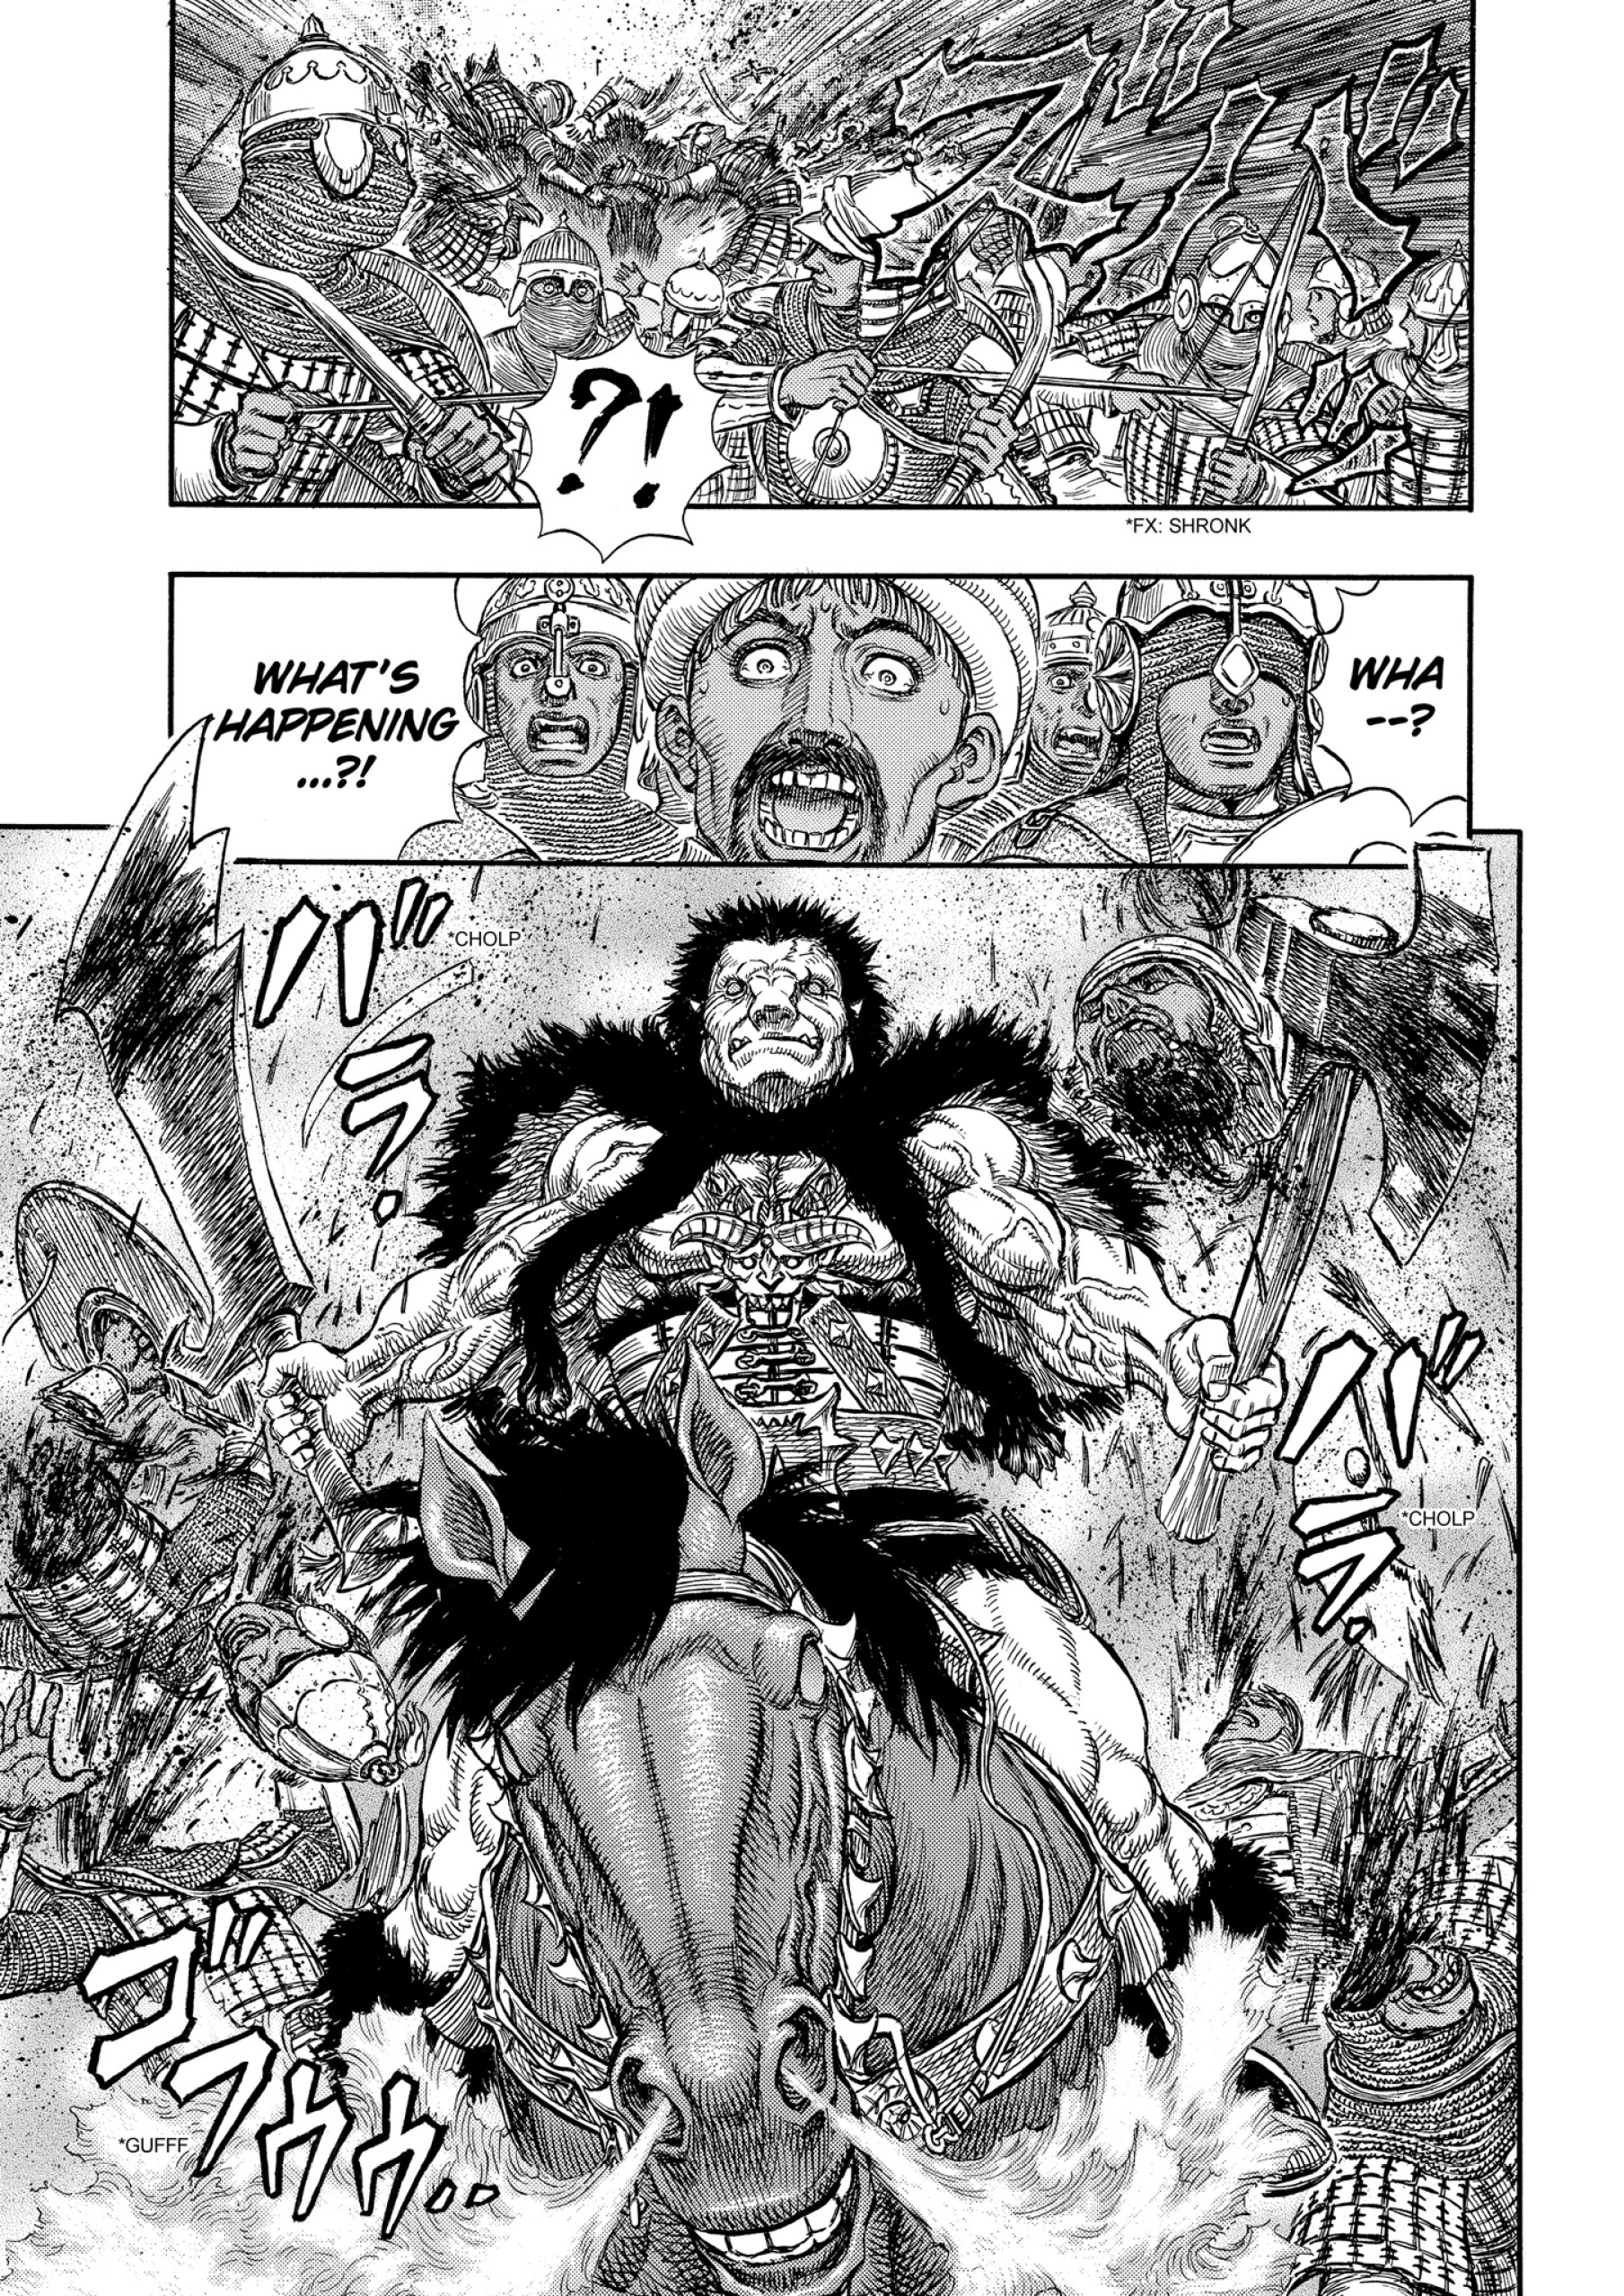 ズババッ
?!
*FX: SHRONK
WHA
--?
WHAT'S
HAPPENING
...?!
バラ。
*CHOLP
バラ。
*CHOLP
ゴフウウ..
*GUFFF